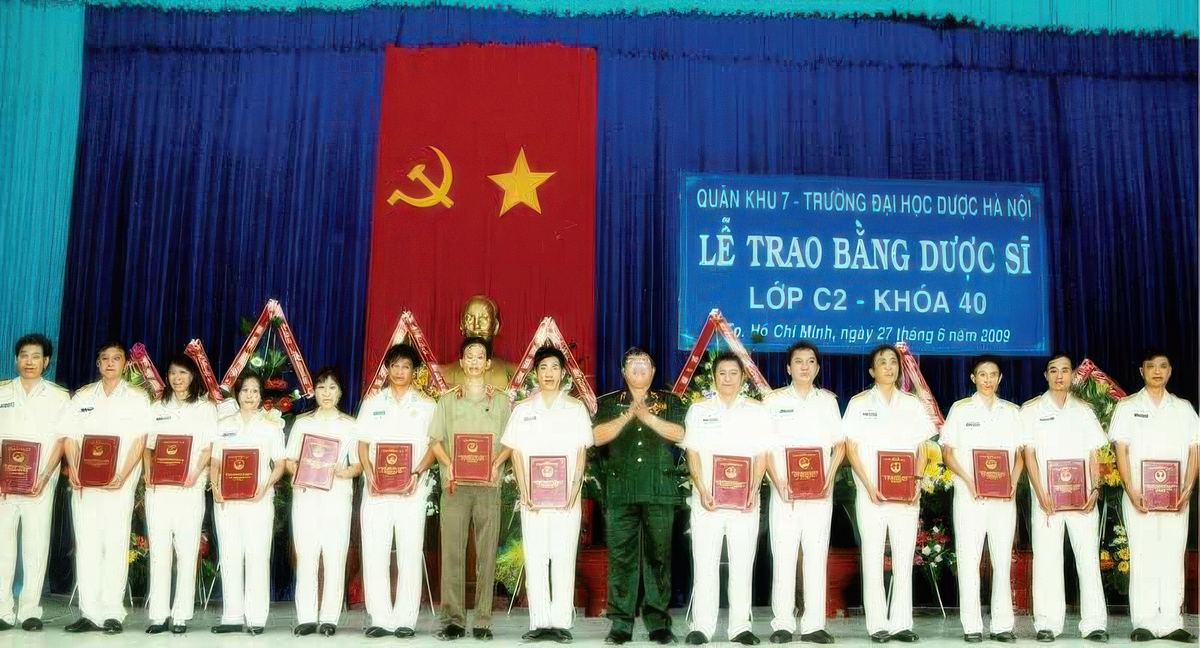 QUÂN KHU 7 - TRƯỜNG ĐẠI HỌC DƯỢC HÀ NỘI
LỄ TRAO BẰNG DƯỢC SĨ
LỚP C2 - KHÓA 40
Tp. Hồ Chí Minh, ngày 27 tháng 6 năm 2009